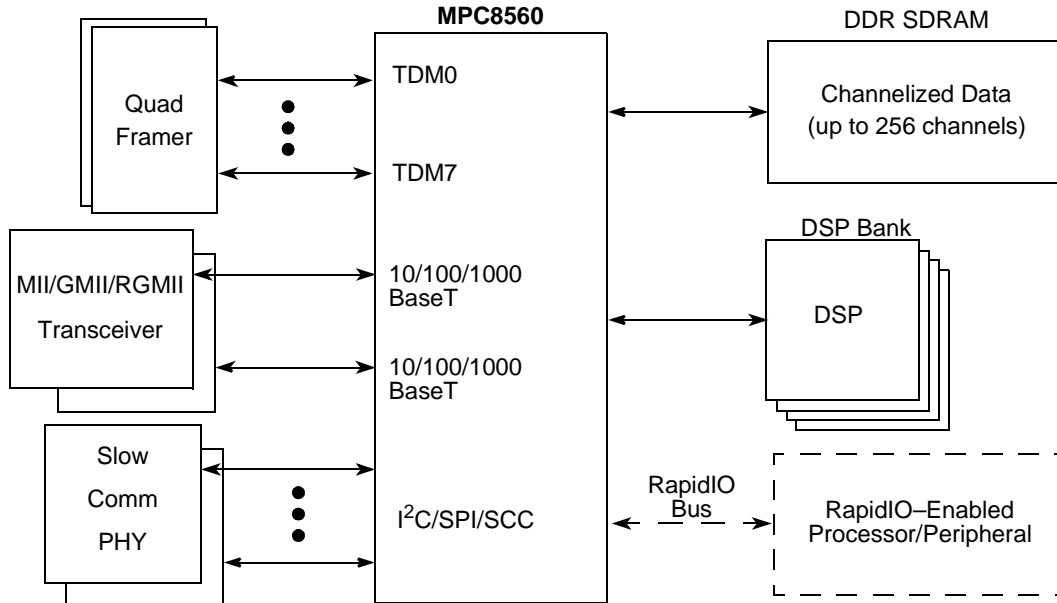 MPC8560
DDR SDRAM
Quad
Framer
TDM0
TDM7
Channelized Data
(up to 256 channels)
MII/GMII/RGMII
Transceiver
10/100/1000
BaseT
10/100/1000
BaseT
DSP Bank
DSP
Slow
Comm
PHY
I²C/SPI/SCC
RapidIO
Bus
RapidIO–Enabled
Processor/Peripheral